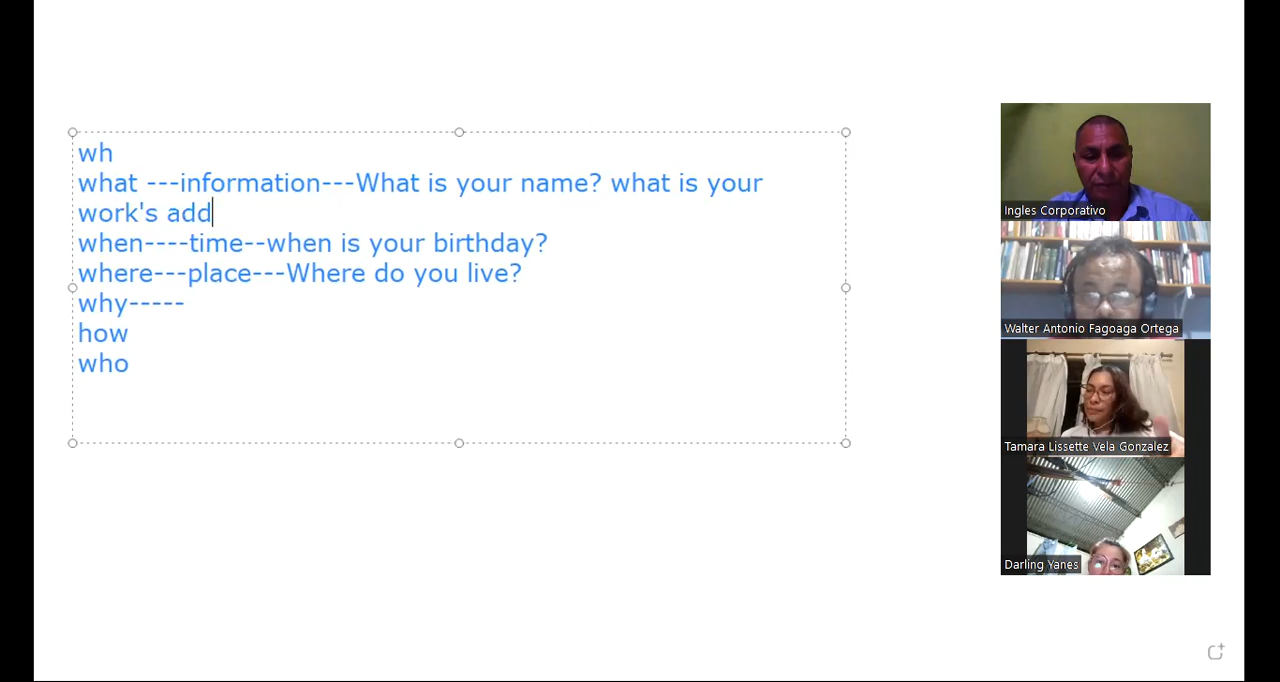 wh
what ---information---What is your name? what is your
work's add
when----time--when is your birthday?
where---place---Where do you live?
why-----
how
who
Ingles Corporativo
Walter Antonio Fagoaga Ortega
Tamara Lissette Vela Gonzalez
Darling Yanes